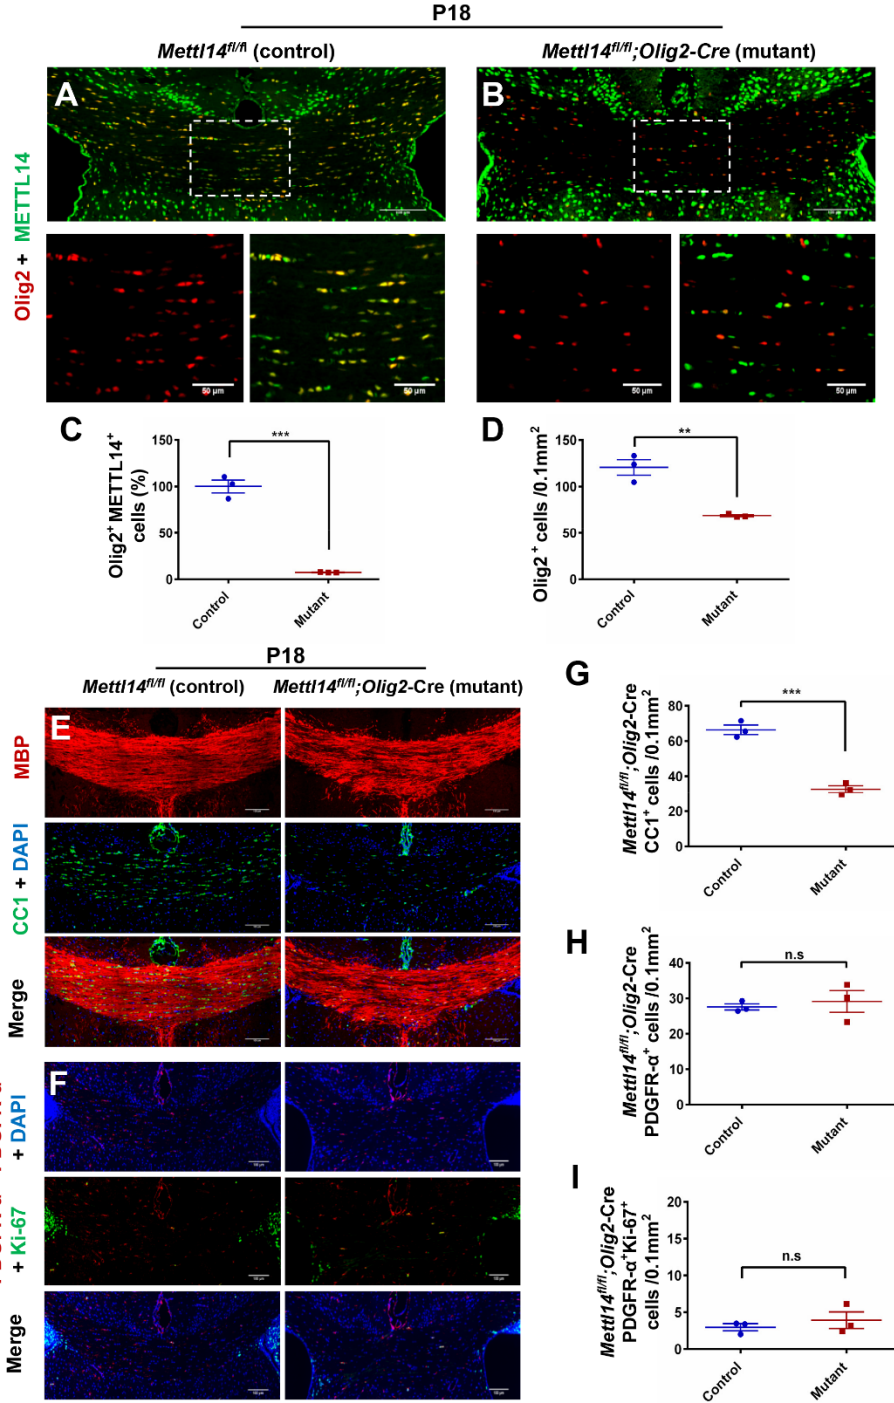 P18
Mettl14fl/fl (control)
Mettl14fl/fl;Olig2-Cre (mutant)
A
B
Olig2 + METTL14
50 μm
50 μm
50 μm
50 μm
C
D
Olig2+ METTL14+
cells (%)
150
100
50
0
***
Control
Mutant
Olig2+ cells /0.1mm2
150
100
50
0
**
Control
Mutant
P18
Mettl14fl/fl (control)
Mettl14fl/fl;Olig2-Cre (mutant)
E
MBP
CC1 + DAPI
Merge
F
+ DAPI
+ Ki-67
Merge
G
Mettl14fl/fl;Olig2-Cre
CC1+ cells /0.1mm2
80
60
40
20
0
***
Control
Mutant
H
Mettl14fl/fl;Olig2-Cre
PDGFR-α+ cells /0.1mm2
40
30
20
10
0
n.s
Control
Mutant
I
Mettl14fl/fl;Olig2-Cre
PDGFR-α+Ki-67+
cells /0.1mm2
20
15
10
5
0
n.s
Control
Mutant